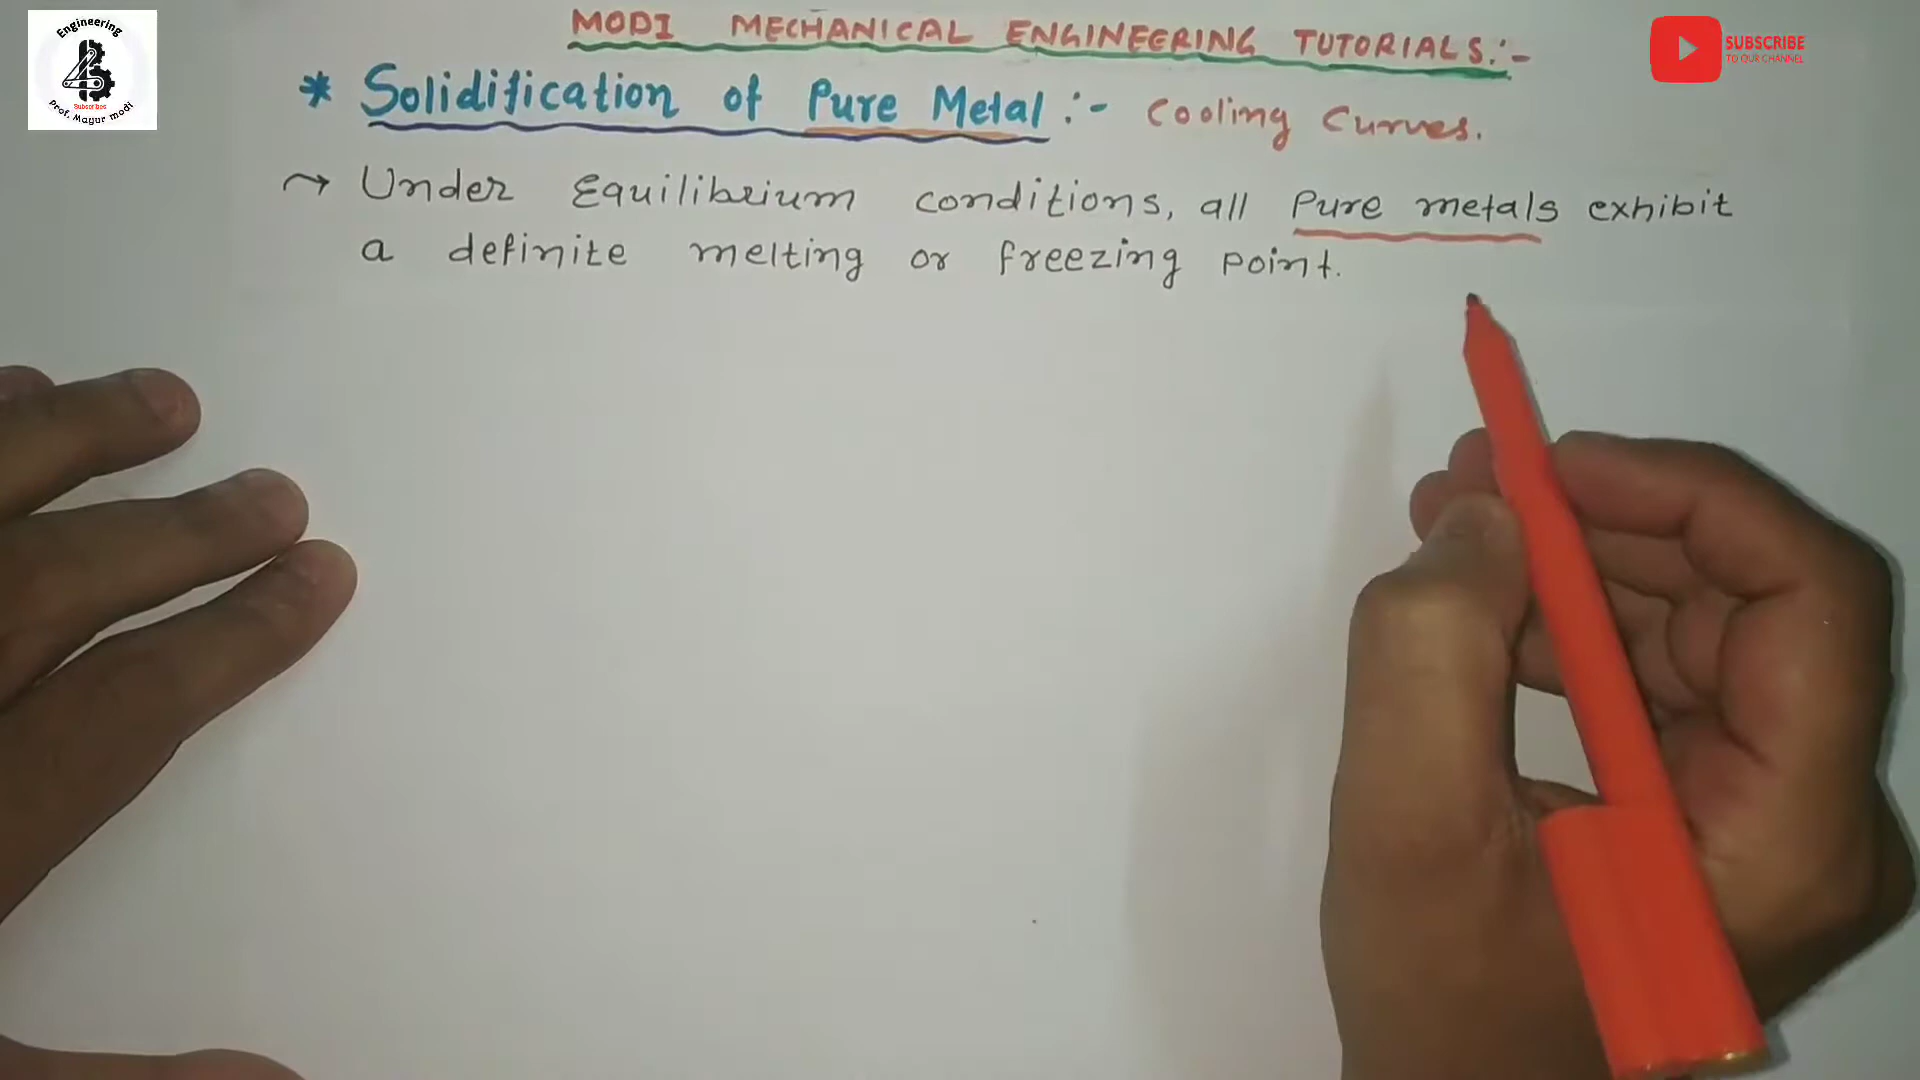 MODI MECHANICAL ENGINEERING TUTORIALS:-
* Solidification of Pure Metal :- Cooling Curves.
→ Under Equilibrium conditions, all Pure metals exhibit
a definite melting or freezing point.
Engineering
Subscribes
Prof. Mayur modi
SUBSCRIBE
TO OUR CHANNEL